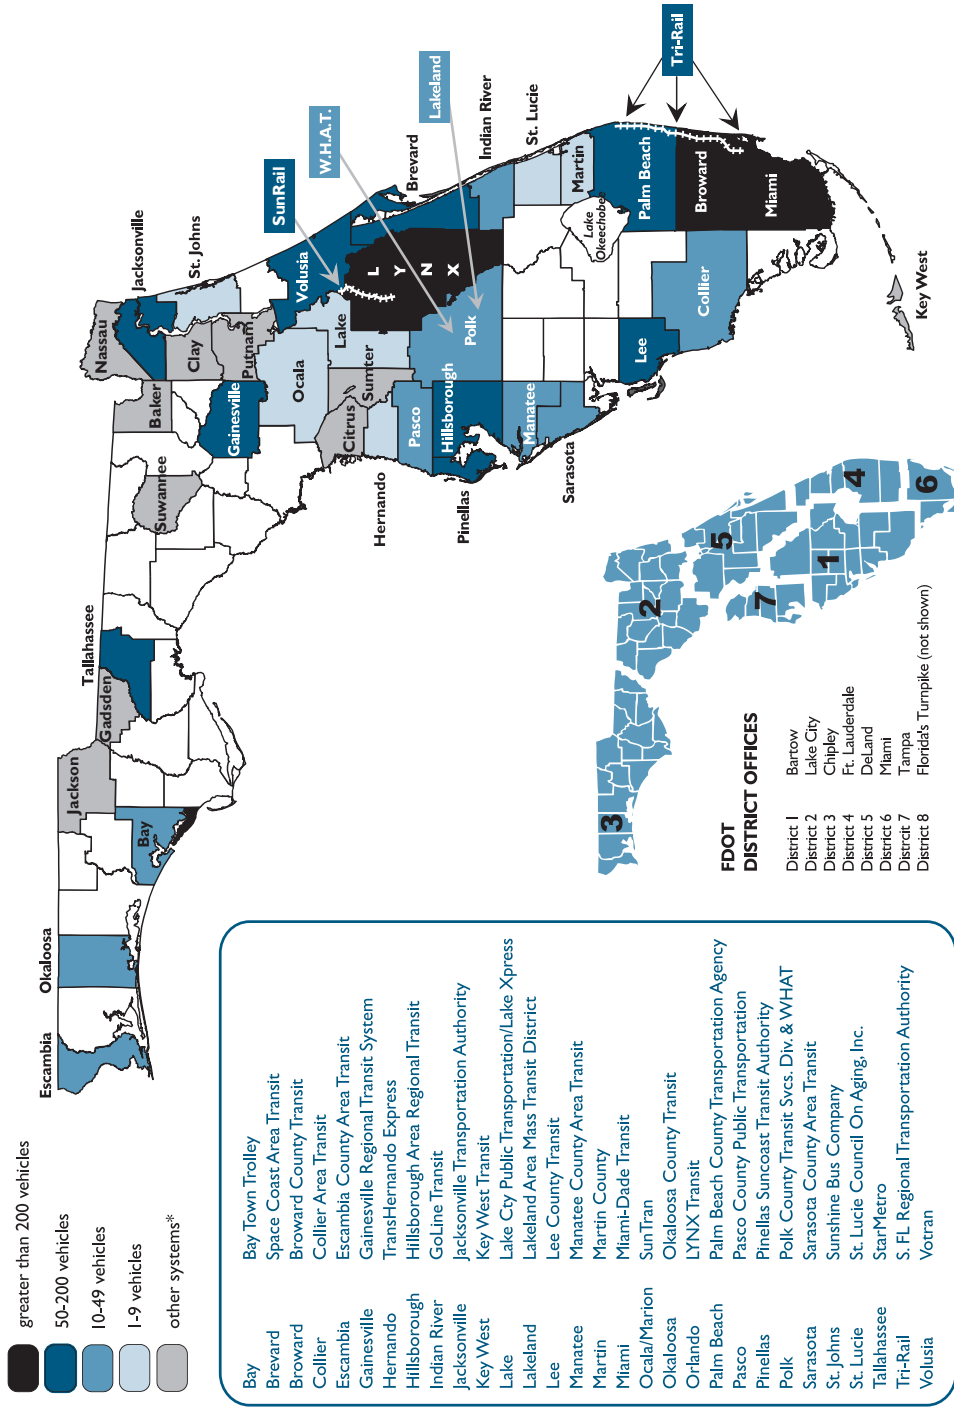 greater than 200 vehicles
50-200 vehicles
10-49 vehicles
1-9 vehicles
other systems*
Escambia
Okaloosa
Jackson
Bay
Gadsden
Tallahassee
Suwannee
Baker
Nassau
Jacksonville
Clay
St. Johns
Putnam
Gainesville
Ocala
Volusia
Lake
Sumter
Citrus
Hernando
Pasco
Hillsborough
Pinellas
Polk
L
Y
N
X
SunRail
W.H.A.T.
Lakeland
Brevard
Indian River
St. Lucie
Martin
Lake
Okeechobee
Manatee
Sarasota
Lee
Collier
Palm Beach
Broward
Miami
Tri-Rail
Key West
Bay Bay Town Trolley
Brevard Space Coast Area Transit
Broward Broward County Transit
Collier Collier Area Transit
Escambia Escambia County Area Transit
Gainesville Gainesville Regional Transit System
Hernando TransHernando Express
Hillsborough Hillsborough Area Regional Transit
Indian River GoLine Transit
Jacksonville Jacksonville Transportation Authority
Key West Key West Transit
Lake Lake Cty Public Transportation/Lake Xpress
Lakeland Lakeland Area Mass Transit District
Lee Lee County Transit
Manatee Manatee County Area Transit
Martin Martin County
Miami Miami-Dade Transit
Ocala/Marion SunTran
Okaloosa Okaloosa County Transit
Orlando LYNX Transit
Palm Beach Palm Beach County Transportation Agency
Pasco Pasco County Public Transportation
Pinellas Pinellas Suncoast Transit Authority
Polk Polk County Transit Svcs. Div. & WHAT
Sarasota Sarasota County Area Transit
St. Johns Sunshine Bus Company
St. Lucie St. Lucie Council On Aging, Inc.
Tallahassee StarMetro
Tri-Rail S. FL Regional Transportation Authority
Volusia Votran
3
2
5
7
1
4
6
FDOT
DISTRICT OFFICES
District 1 Bartow
District 2 Lake City
District 3 Chipley
District 4 Ft. Lauderdale
District 5 DeLand
District 6 Miami
Distrcit 7 Tampa
District 8 Florida's Turnpike (not shown)